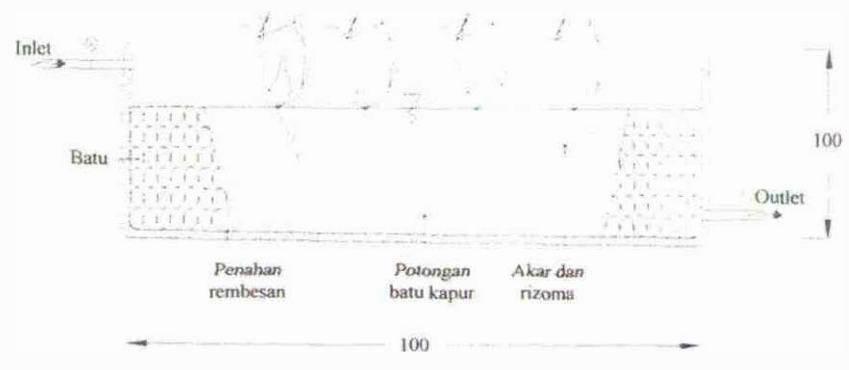 Inlet
Batu
100
Outlet
Penahan
rembesan
Potongan
batu kapur
Akar dan
rizoma
100